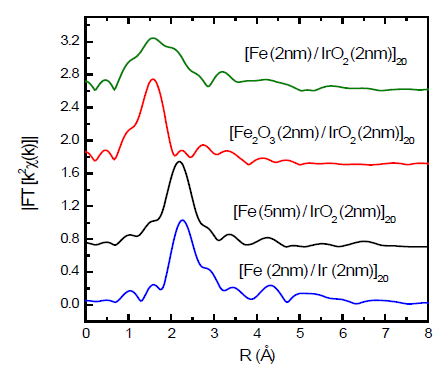 3.2
2.8
2.4
2.0
1.6
1.2
0.8
0.4
0.0
|FT [k²χ(k)]|
[Fe(2nm)/IrO₂(2nm)]₂₀
[Fe₂O₃(2nm)/IrO₂(2nm)]₂₀
[Fe(5nm)/IrO₂(2nm)]₂₀
[Fe(2nm)/Ir(2nm)]₂₀
0 1 2 3 4 5 6 7 8
R (Å)